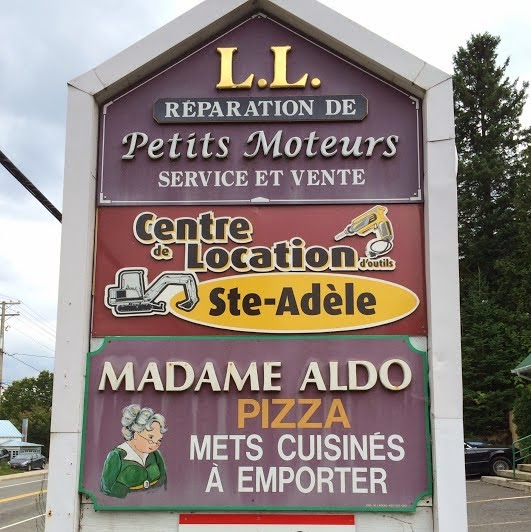 L.L.
RÉPARATION DE
Petits Moteurs
SERVICE ET VENTE
Centre
de Location
d'outils
Ste-Adèle
MADAME ALDO
PIZZA
METS CUISINÉS
À EMPORTER